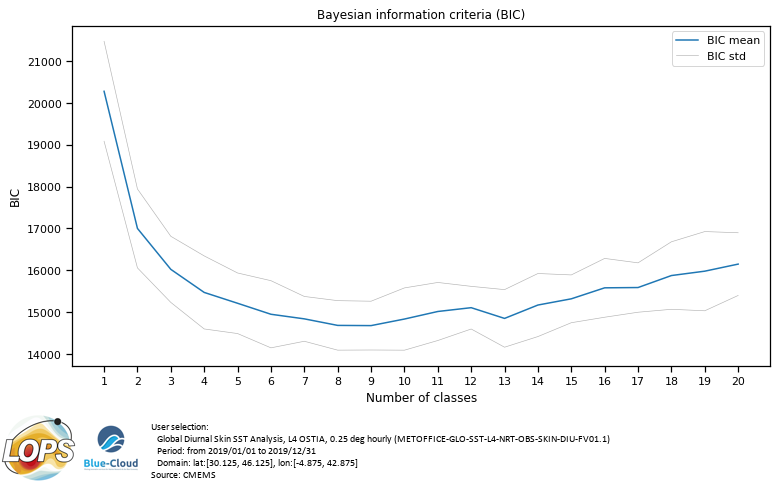 Bayesian information criteria (BIC)
BIC mean
BIC std
21000
20000
19000
18000
17000
16000
15000
14000
BIC
1 2 3 4 5 6 7 8 9 10 11 12 13 14 15 16 17 18 19 20
Number of classes
LOPS
Blue-Cloud
User selection:
Global Diurnal Skin SST Analysis, L4 OSTIA, 0.25 deg hourly (METOFFICE-GLO-SST-L4-NRT-OBS-SKIN-DIU-FV01.1)
Period: from 2019/01/01 to 2019/12/31
Domain: lat:[30.125, 46.125], lon:[-4.875, 42.875]
Source: CMEMS